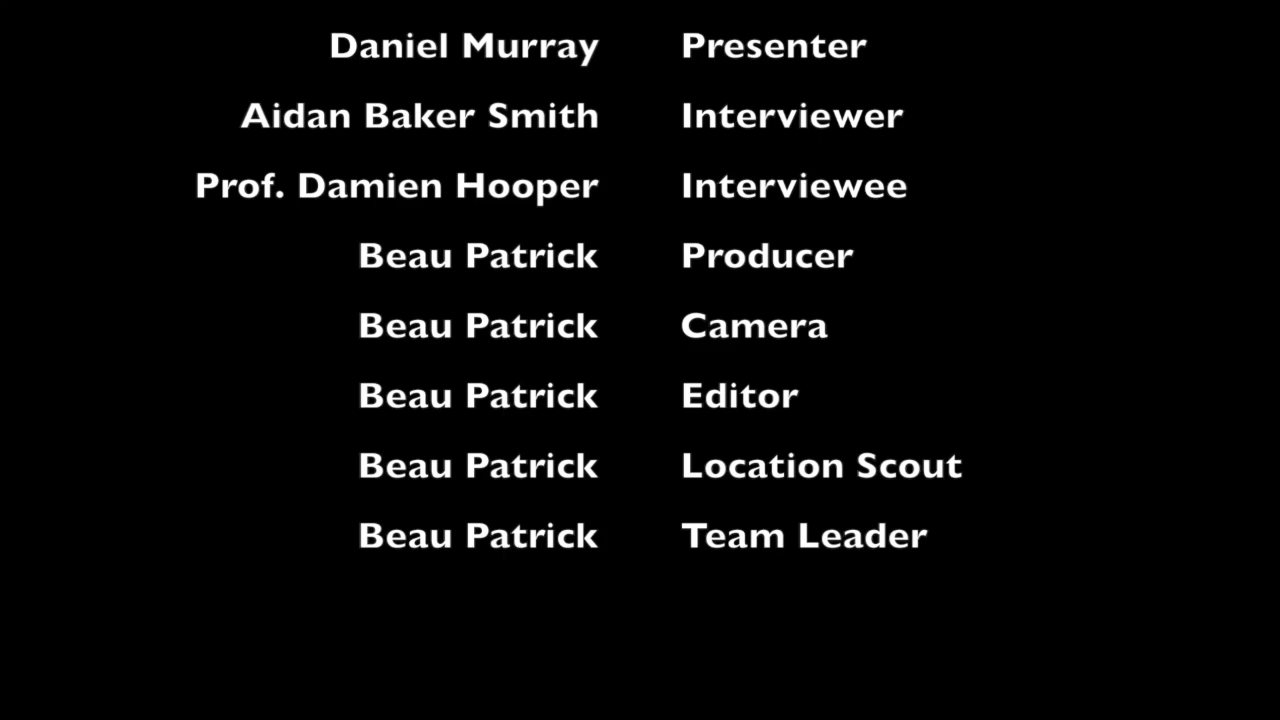 Daniel Murray Presenter
Aidan Baker Smith Interviewer
Prof. Damien Hooper Interviewee
Beau Patrick Producer
Beau Patrick Camera
Beau Patrick Editor
Beau Patrick Location Scout
Beau Patrick Team Leader